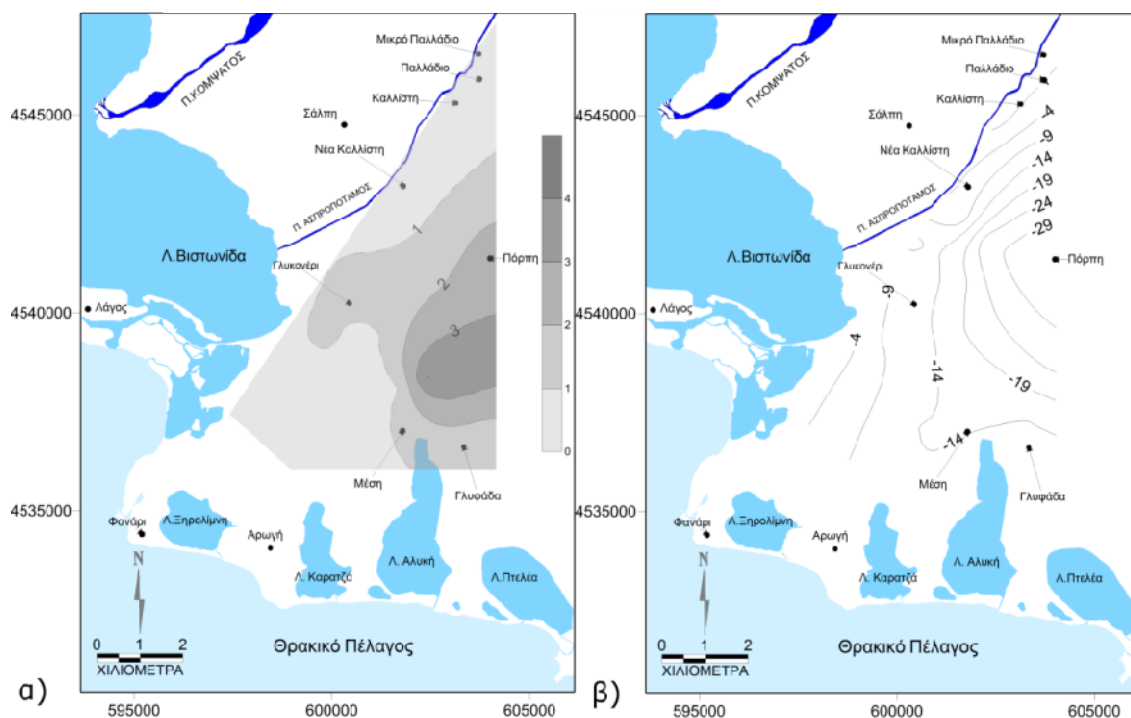 Μικρό Παλλάδιο
Παλλάδιο
Καλλίστη
Π.ΚΟΜΨΑΤΟΣ
4545000
Σάλπη
Νέα Καλλίστη
Π. ΑΣΠΡΟΠΟΤΑΜΟΣ
1
Λ.Βιστωνίδα
Γλυκονέρι
Πόρπη
2
Λάγος
4540000
3
4
3
2
1
0
Μέση
Γλυφάδα
4535000
Φανάρι
Λ.Ξηρολίμνη
Αρωγή
Λ. Καρατζά
Λ. Αλυκή
Λ.Πτελέα
N
0 1 2
ΧΙΛΙΟΜΕΤΡΑ
Θρακικό Πέλαγος
α)
595000 600000 605000
Μικρό Παλλάδιο
Παλλάδιο
Καλλίστη
Π.ΚΟΜΨΑΤΟΣ
4545000
Σάλπη
Νέα Καλλίστη
-4
-9
-14
-19
-24
-29
Π. ΑΣΠΡΟΠΟΤΑΜΟΣ
Λ.Βιστωνίδα
Γλυκονέρι
Πόρπη
-9
Λάγος
4540000
-4
-14
-19
-14
Μέση
Γλυφάδα
4535000
Φανάρι
Λ.Ξηρολίμνη
Αρωγή
Λ. Καρατζά
Λ. Αλυκή
Λ.Πτελέα
N
0 1 2
ΧΙΛΙΟΜΕΤΡΑ
Θρακικό Πέλαγος
β)
595000 600000 605000